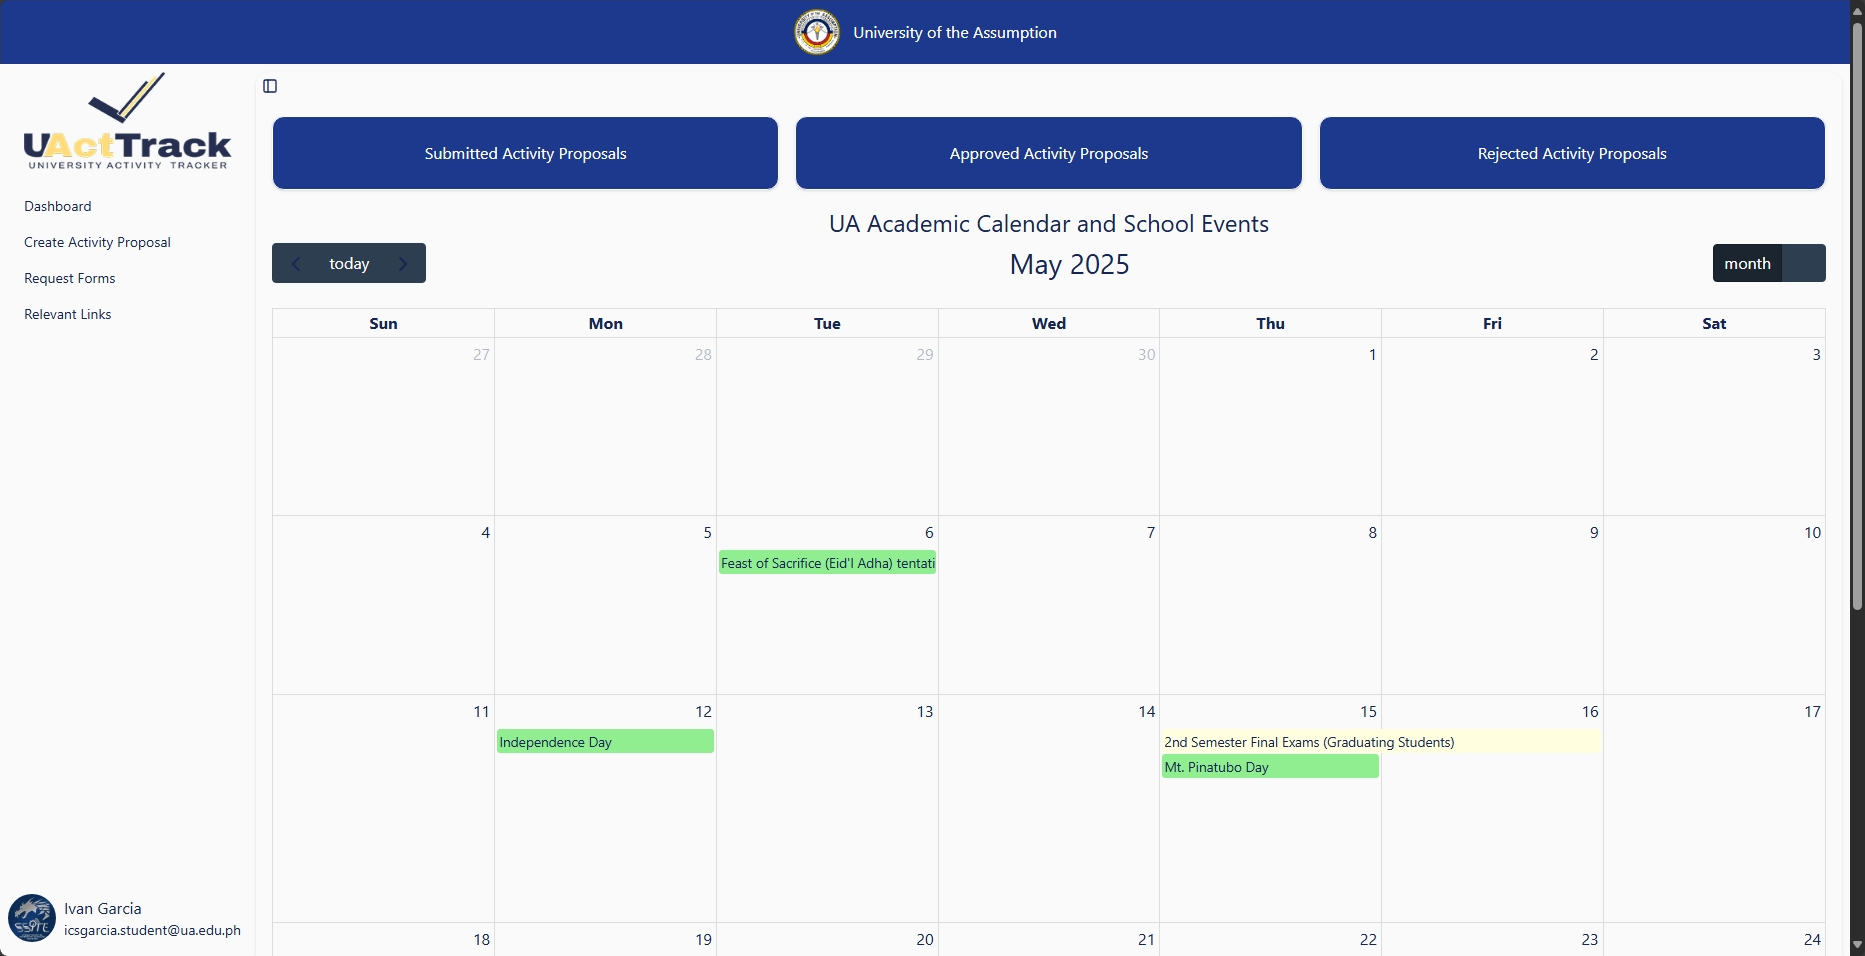 University of the Assumption
UActTrack
UNIVERSITY ACTIVITY TRACKER
Dashboard
Create Activity Proposal
Request Forms
Relevant Links
Ivan Garcia
icsgarcia.student@ua.edu.ph
Submitted Activity Proposals
Approved Activity Proposals
Rejected Activity Proposals
UA Academic Calendar and School Events
today
May 2025
month
Sun Mon Tue Wed Thu Fri Sat
27 28 29 30 1 2 3
4 5 6 7 8 9 10
Feast of Sacrifice (Eid'l Adha) tentati
11 12 13 14 15 16 17
Independence Day
2nd Semester Final Exams (Graduating Students)
Mt. Pinatubo Day
18 19 20 21 22 23 24